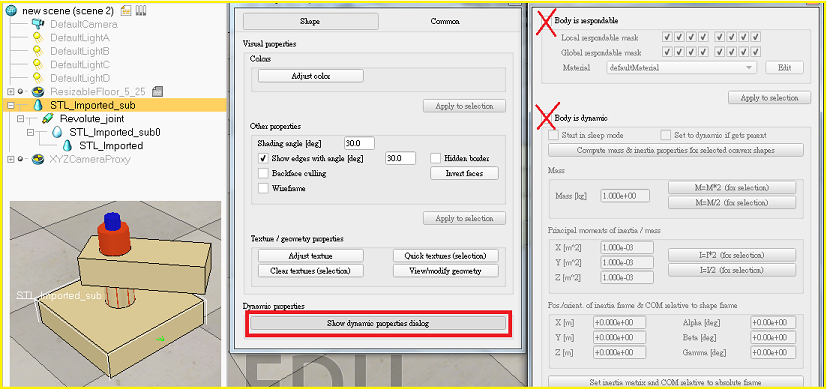 new scene (scene 2)
DefaultCamera
DefaultLightA
DefaultLightB
DefaultLightC
DefaultLightD
ResizableFloor_5_25
STL_Imported_sub
Revolute_joint
STL_Imported_sub0
STL_Imported
XYZCameraProxy
STL_Imported_sub
Shape
Common
Visual properties
Colors
Adjust color
Apply to selection
Other properties
Shading angle [deg] 30.0
Show edges with angle [deg] 30.0 Hidden border
Backface culling Invert faces
Wireframe
Apply to selection
Texture / geometry properties
Adjust texture Quick textures (selection)
Clear textures (selection) View/modify geometry
Dynamic properties
Show dynamic properties dialog
EDU
Body is respondable
Local respondable mask
Global respondable mask
Material defaultMaterial Edit
Apply to selection
Body is dynamic
Start in sleep mode Set to dynamic if gets parent
Compute mass & inertia properties for selected convex shapes
Mass
Mass [kg] 1.000e+00 M=M*2 (for selection)
M=M/2 (for selection)
Principal moments of inertia / mass
X [m^2] 1.000e-03
Y [m^2] 1.000e-03 I=I*2 (for selection)
Z [m^2] 1.000e-03 I=I/2 (for selection)
Pos./orient. of inertia frame & COM relative to shape frame
X [m] +0.000e+00 Alpha [deg] +0.00e+00
Y [m] +0.000e+00 Beta [deg] +0.00e+00
Z [m] +0.000e+00 Gamma [deg] +0.00e+00
Set inertia matrix and COM relative to absolute frame